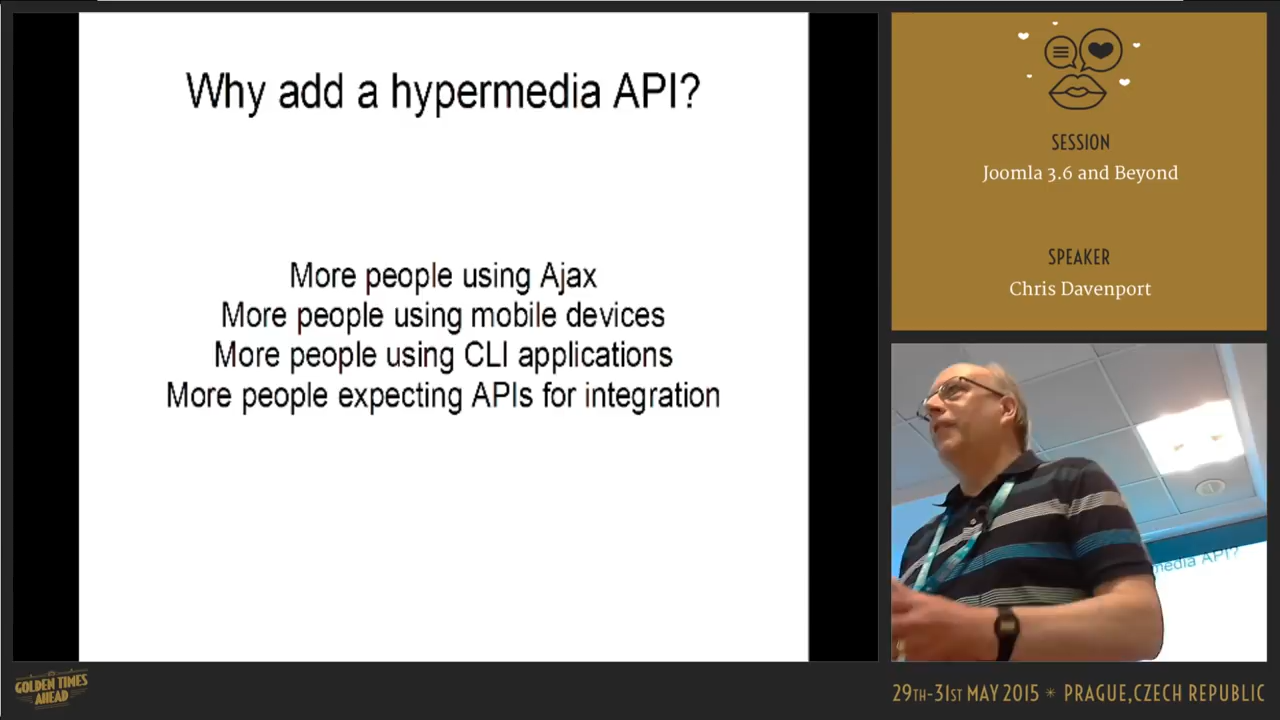 Why add a hypermedia API?
More people using Ajax
More people using mobile devices
More people using CLI applications
More people expecting APIs for integration
SESSION
Joomla 3.6 and Beyond
SPEAKER
Chris Davenport
media API?
GOLDEN TIMES
AHEAD
29TH-31ST MAY 2015 * PRAGUE, CZECH REPUBLIC